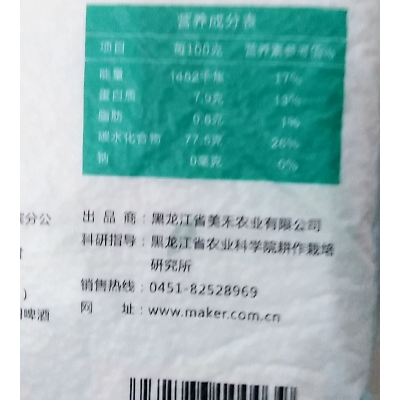 营养成分表
项目 每100克 营养素参考值%
能量 1462千焦 17%
蛋白质 7.9克 13%
脂肪 0.6克 1%
碳水化合物 77.5克 26%
钠 0毫克 0%
分公
出品商：黑龙江省美禾农业有限公司
科研指导：黑龙江省农业科学院耕作栽培
研究所
销售热线：0451-82528969
）
网址：www.maker.com.cn
啤酒